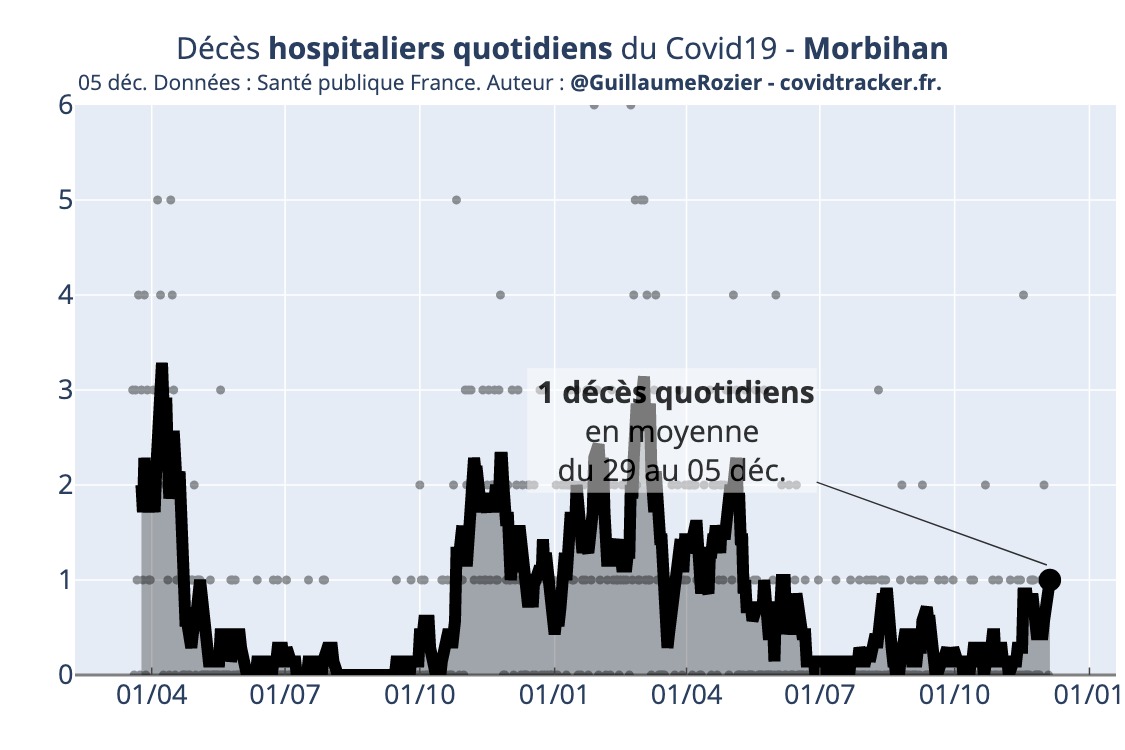 Décès hospitaliers quotidiens du Covid19 - Morbihan
05 déc. Données : Santé publique France. Auteur : @GuillaumeRozier - covidtracker.fr.
6
5
4
3
2
1
0
1 décès quotidiens
en moyenne
du 29 au 05 déc.
01/04 01/07 01/10 01/01 01/04 01/07 01/10 01/01